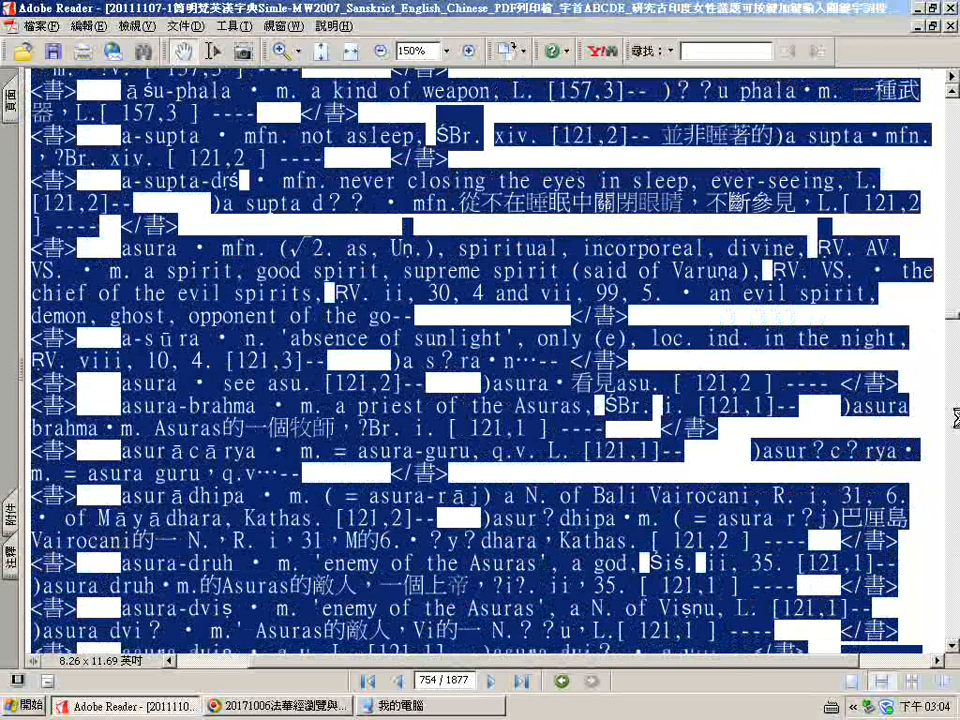 Adobe Reader - [20111107-1簡明梵英漢字典Simle-MW2007_Sanskrict_English_Chinese_PDF列印檔_字首ABCDE_研究古印度女性議題可按鍵加鍵輸入關鍵字詞搜
檔案(F) 編輯(E) 檢視(V) 文件(D) 工具(T) 視窗(W) 說明(H)
150% Y! 尋找：
頁面
<書> āśu-phala • m. a kind of weapon, L. [157,3]-- )？？u phala•m. 一種武
器，L.[ 157,3 ] ---- </書>
<書> a-supta • mfn. not asleep, ŚBr. xiv. [121,2]-- 並非睡著的)a supta•mfn.
，?Br. xiv. [ 121,2 ] ---- </書>
<書> a-supta-dṛś • mfn. never closing the eyes in sleep, ever-seeing, L.
[121,2]-- )a supta d？？ • mfn.從不在睡眠中關閉眼睛，不斷參見，L.[ 121,2
] ---- </書>
<書> asura • mfn. (√2. as, Uṇ.), spiritual, incorporeal, divine, RV. AV.
VS. • m. a spirit, good spirit, supreme spirit (said of Varuṇa), RV. VS. • the
chief of the evil spirits, RV. ii, 30, 4 and vii, 99, 5. • an evil spirit,
demon, ghost, opponent of the go-- </書>
<書> a-sūra • n. 'absence of sunlight', only (e), loc. ind. in the night,
RV. viii, 10, 4. [121,3]-- )a s？ra•n…-- </書>
<書> asura • see asu. [121,2]-- )asura•看見asu. [ 121,2 ] ---- </書>
<書> asura-brahma • m. a priest of the Asuras, ŚBr. i. [121,1]-- )asura
brahma•m. Asuras的一個牧師，?Br. i. [ 121,1 ] ---- </書>
<書> asurācārya • m. = asura-guru, q.v. L. [121,1]-- )asur？c？rya•
m. = asura guru, q.v…-- </書>
<書> asurādhipa • m. ( = asura-rāj) a N. of Bali Vairocani, R. i, 31, 6.
• of Māyādhara, Kathas. [121,2]-- )asur？dhipa•m. ( = asura r？j)巴厘島
Vairocani的一 N.，R. i，31，M的6. •？y？dhara，Kathas. [ 121,2 ] ---- </書>
<書> asura-druh • m. 'enemy of the Asuras', a god, Śiś. ii, 35. [121,1]--
)asura druh•m.的Asuras的敵人，一個上帝，?i?. ii，35. [ 121,1 ] ---- </書>
<書> asura-dviṣ • m. 'enemy of the Asuras', a N. of Viṣṇu, L. [121,1]--
)asura dvi？ • m.' Asuras的敵人，Vi的一 N.？？u，L.[ 121,1 ] ---- </書>
附件
注釋
8.26 x 11.69 英吋
754 / 1877
開始 Adobe Reader - [2011110... 20171006法華經瀏覽與... 我的電腦 下午 03:04